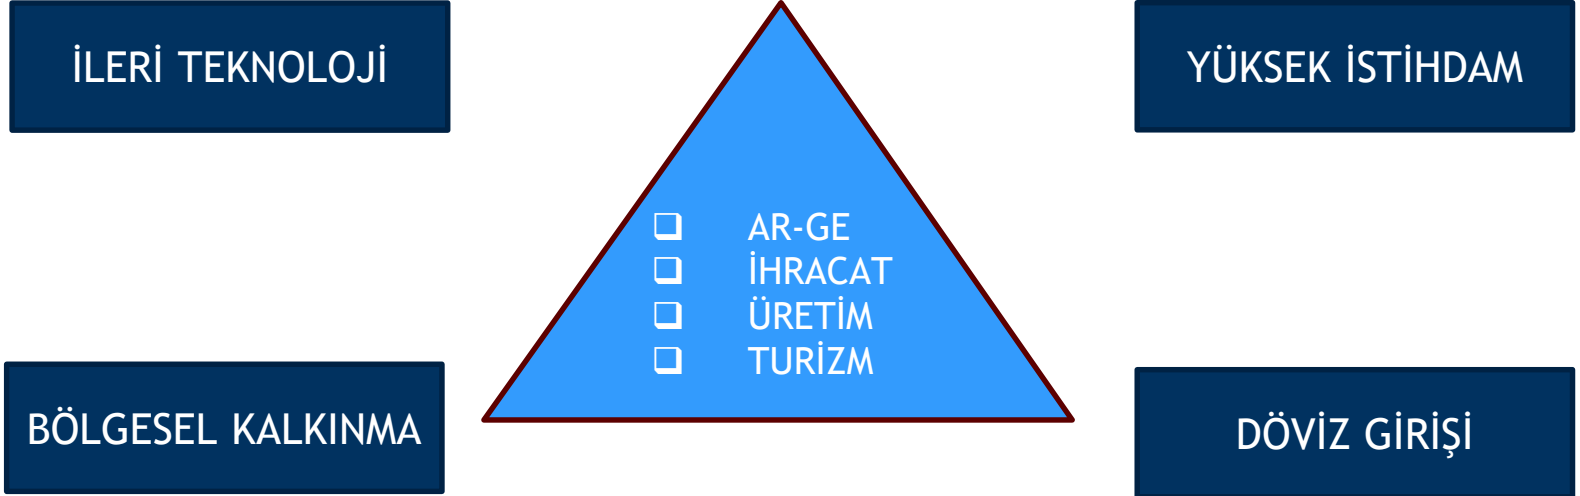 İLERİ TEKNOLOJİ
YÜKSEK İSTİHDAM
AR-GE
İHRACAT
ÜRETİM
TURİZM
BÖLGESEL KALKINMA
DÖVİZ GİRİŞİ